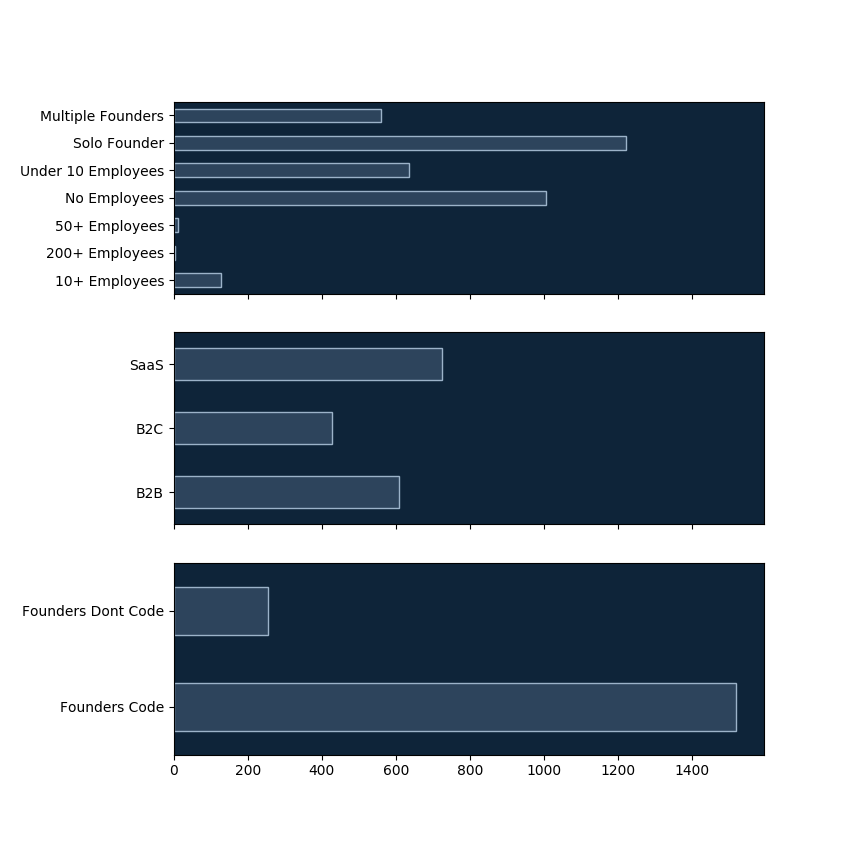 Multiple Founders
Solo Founder
Under 10 Employees
No Employees
50+ Employees
200+ Employees
10+ Employees
SaaS
B2C
B2B
Founders Dont Code
Founders Code
0 200 400 600 800 1000 1200 1400